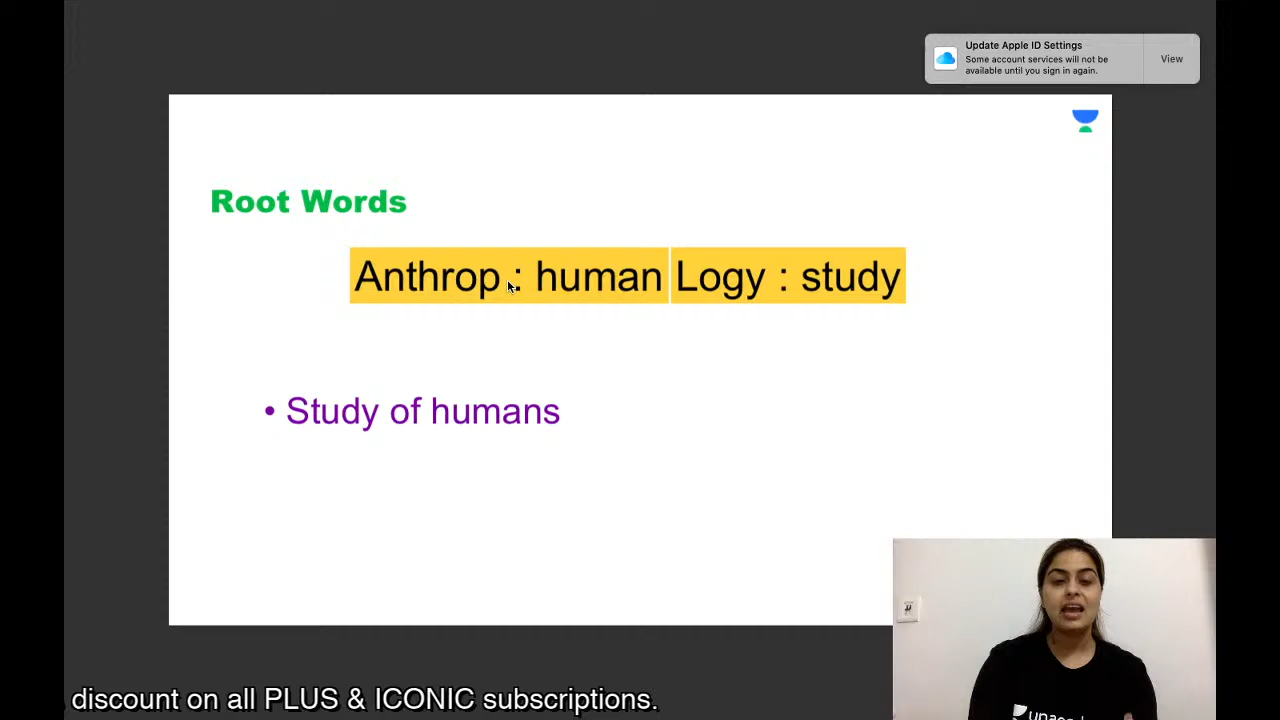 Update Apple ID Settings
Some account services will not be
available until you sign in again.
View
Root Words
Anthrop : human Logy : study
• Study of humans
discount on all PLUS & ICONIC subscriptions.